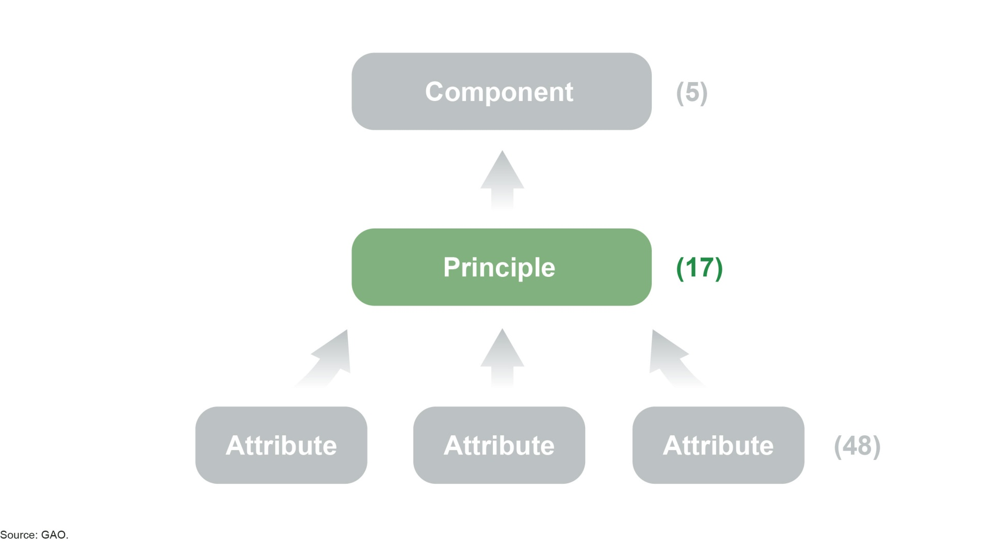 Component (5)
Principle (17)
Attribute Attribute Attribute (48)
Source: GAO.